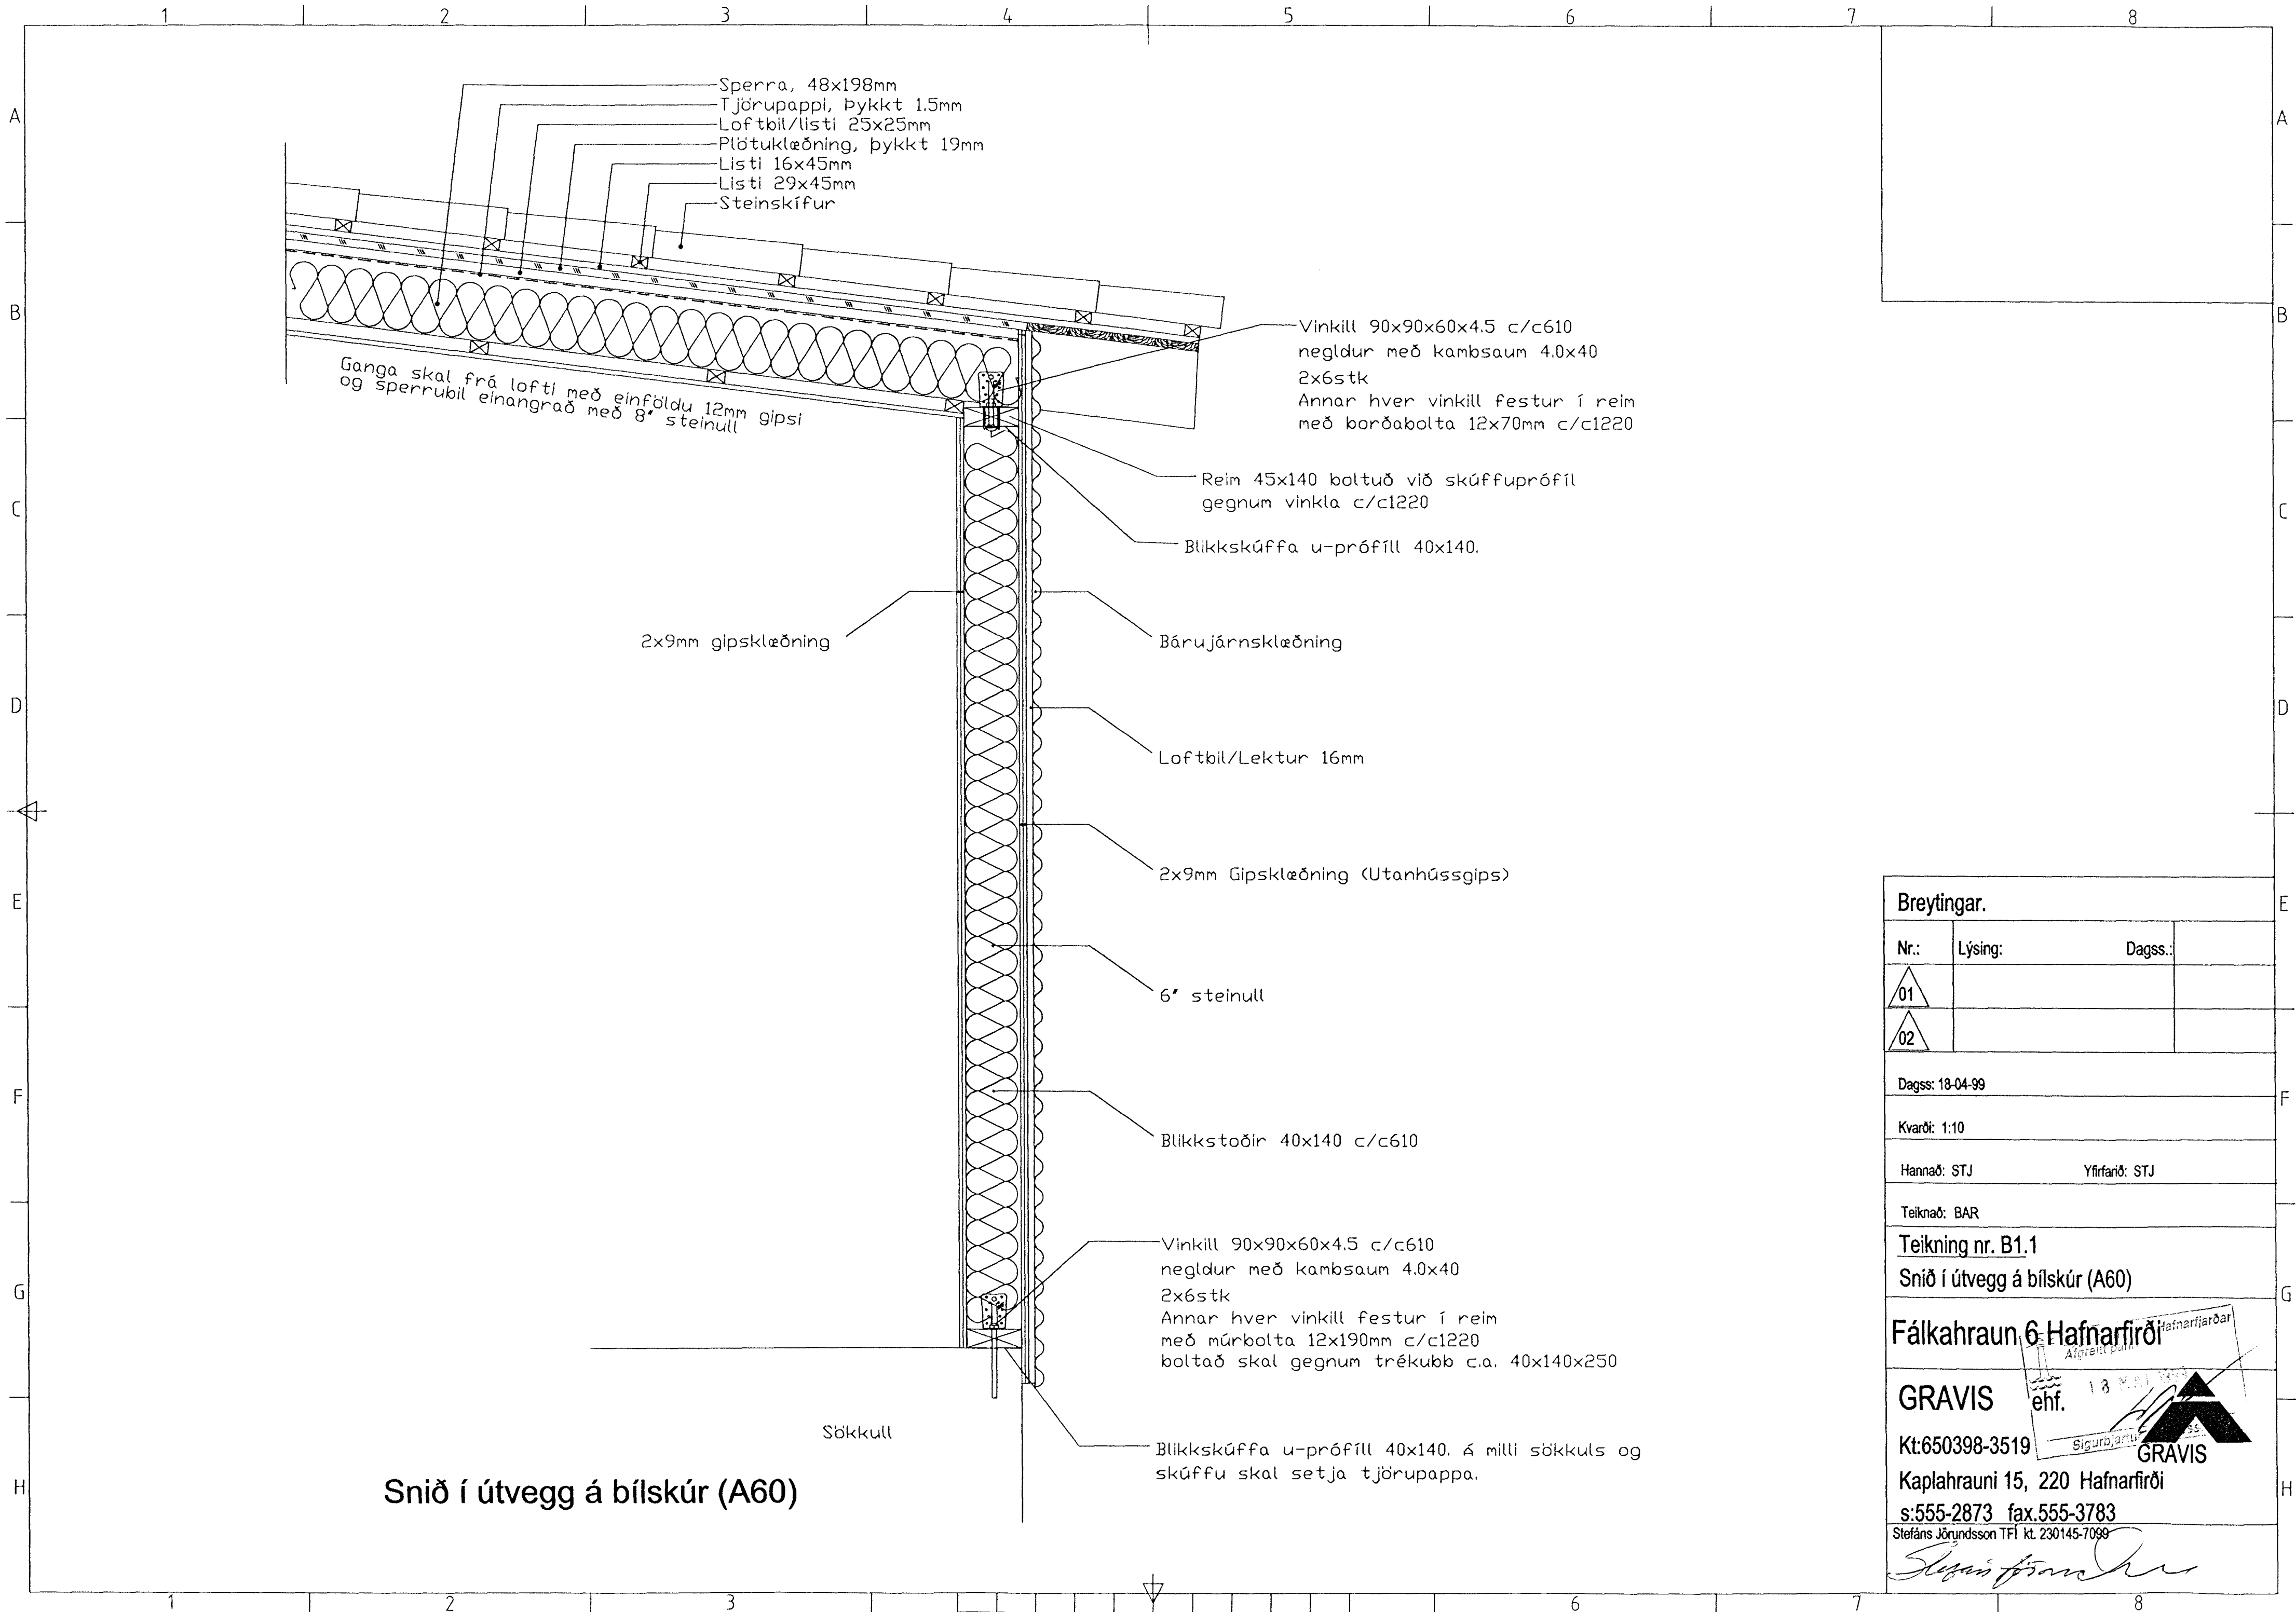 1 2 3 4 5 6 7 8
A A
B B
C C
D D
E E
F F
G G
H H
Sperra, 48x198mm
Tjörupappi, Þykkt 1.5mm
Loftbil/listi 25x25mm
Plötuklæðning, þykkt 19mm
Listi 16x45mm
Listi 29x45mm
Steinskífur
Ganga skal frá lofti með einföldu 12mm gipsi
og sperrubil einangrað með 8" steinull
Vinkill 90x90x60x4.5 c/c610
negldur með kambsaum 4.0x40
2x6stk
Annar hver vinkill festur í reim
með borðabolta 12x70mm c/c1220
Reim 45x140 boltuð við skúffuprófíl
gegnum vinkla c/c1220
Blikkskúffa u-prófíll 40x140.
2x9mm gipsklæðning
Bárujárnsklæðning
Loftbil/Lektur 16mm
2x9mm Gipsklæðning (Utanhússgips)
6" steinull
Blikkstoðir 40x140 c/c610
Vinkill 90x90x60x4.5 c/c610
negldur með kambsaum 4.0x40
2x6stk
Annar hver vinkill festur í reim
með múrbolta 12x190mm c/c1220
boltað skal gegnum trékubb c.a. 40x140x250
Blikkskúffa u-prófíll 40x140. Á milli sökkuls og
skúffu skal setja tjörupappa.
Sökkull
Snið í útvegg á bílskúr (A60)
Breytingar.
Nr.: Lýsing: Dagss.:
01
02
Dagss: 18-04-99
Kvarði: 1:10
Hannað: STJ Yfirfarið: STJ
Teiknað: BAR
Teikning nr. B1.1
Snið í útvegg á bílskúr (A60)
Fálkahraun 6 Hafnarfirði
Hafnarfjarðar
Afgreitt
18
GRAVIS ehf.
GRAVIS
Kt:650398-3519
Kaplahrauni 15, 220 Hafnarfirði
s:555-2873 fax.555-3783
Stefáns Jörundsson TFÍ kt. 230145-7099
1 2 3 6 7 8